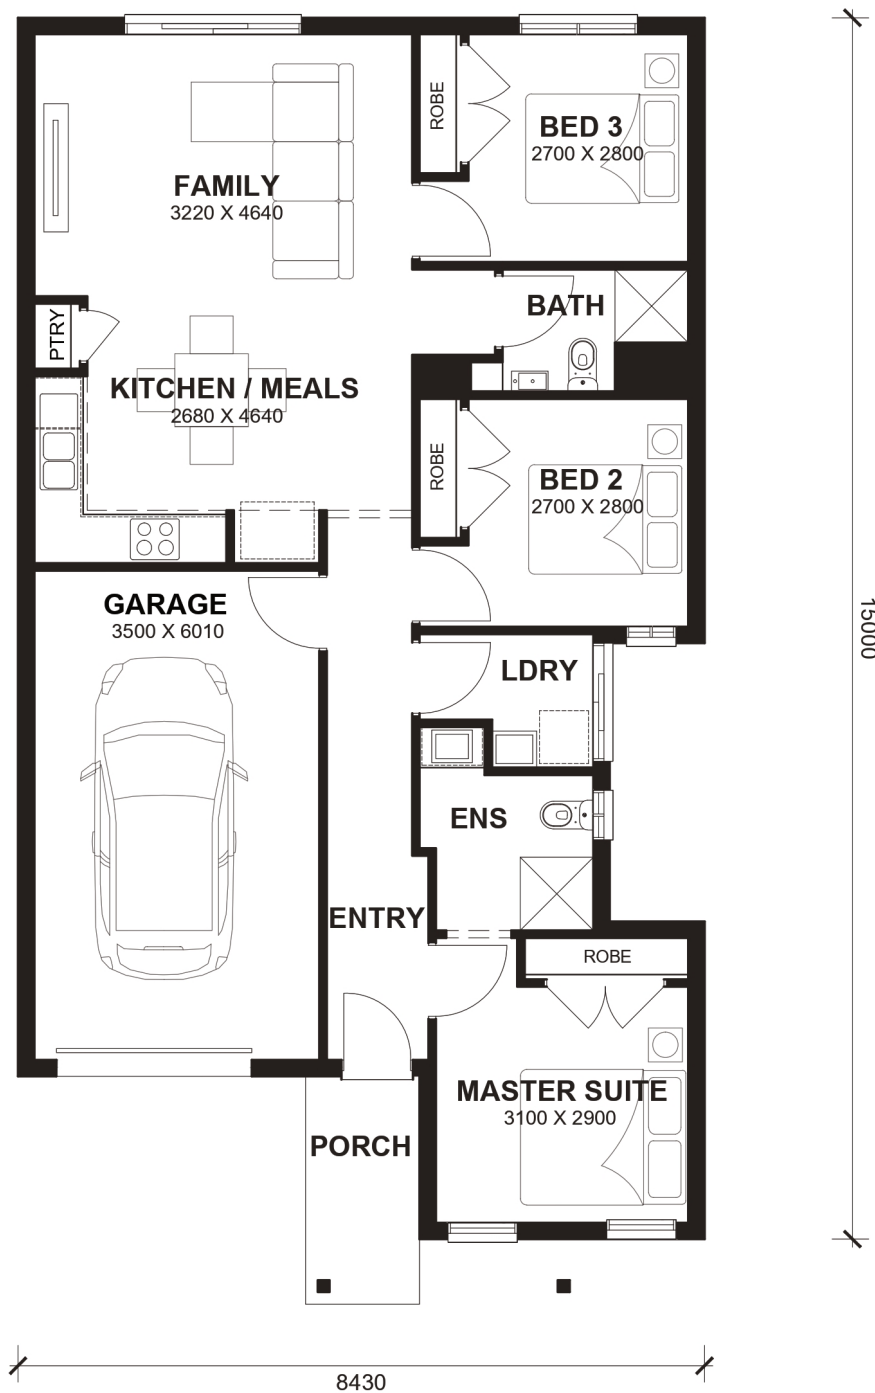 ROBE
BED 3
2700 X 2800
FAMILY
3220 X 4640
BATH
PTRY
KITCHEN / MEALS
2680 X 4640
ROBE
BED 2
2700 X 2800
GARAGE
3500 X 6010
15000
LDRY
ENS
ENTRY
ROBE
MASTER SUITE
3100 X 2900
PORCH
8430